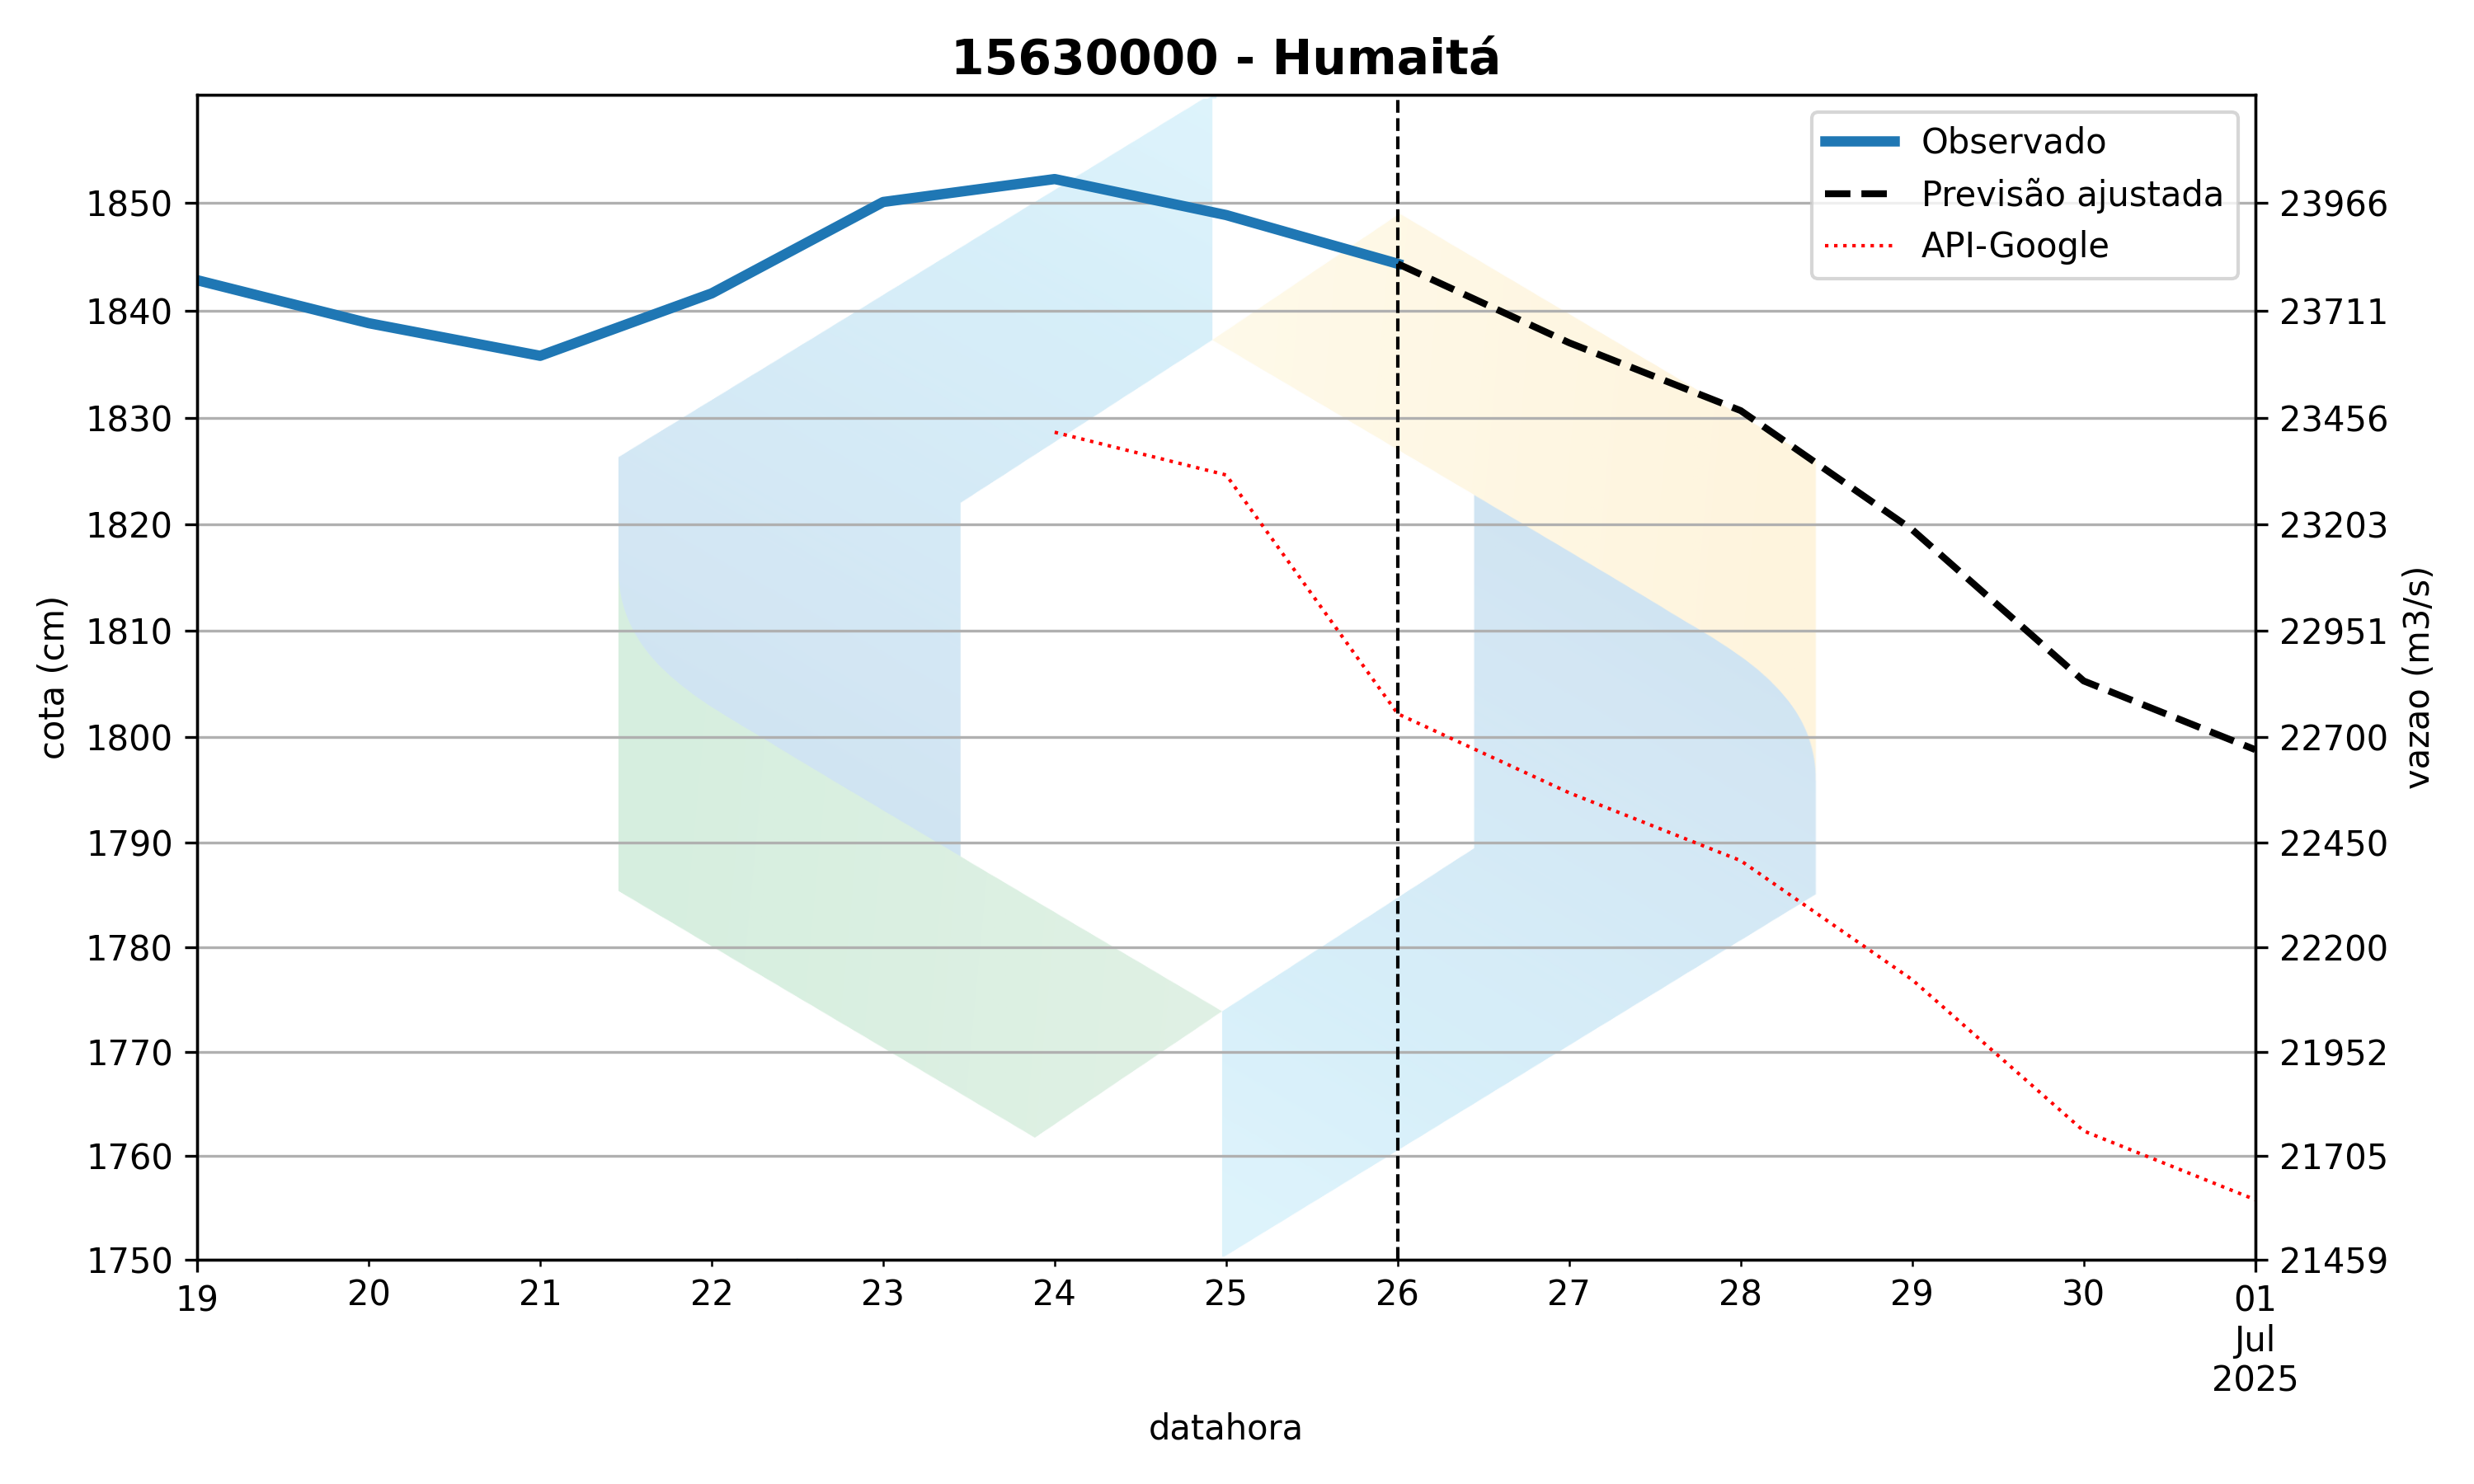 15630000 - Humaitá
Observado
Previsão ajustada
API-Google
1850
1840
1830
1820
1810
1800
1790
1780
1770
1760
1750
cota (cm)
23966
23711
23456
23203
22951
22700
22450
22200
21952
21705
21459
vazao (m3/s)
19 20 21 22 23 24 25 26 27 28 29 30 01
Jul
2025
datahora